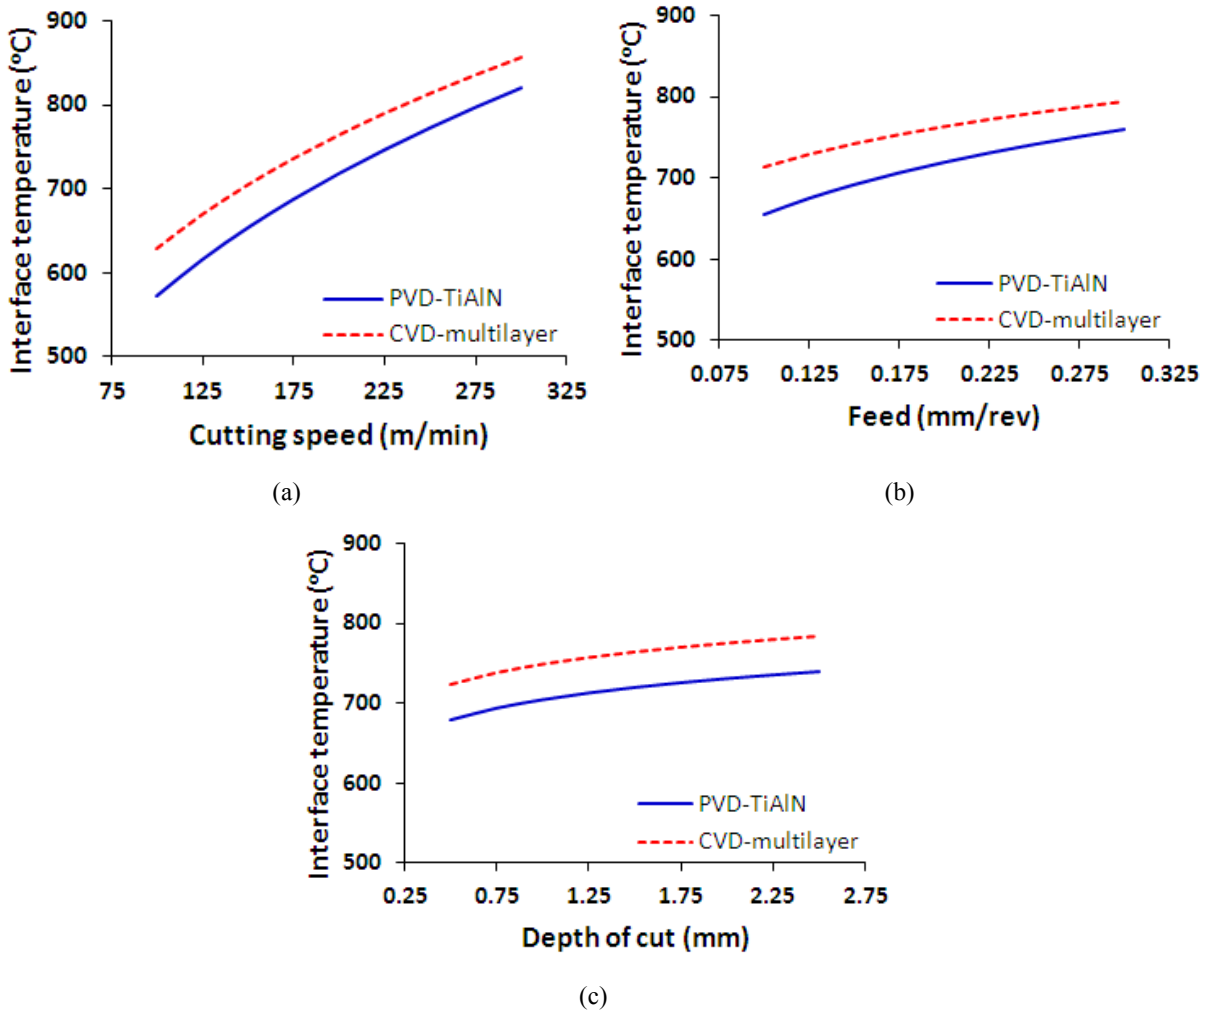 Interface temperature (ºC)
900
800
700
600
500
PVD-TiAlN
CVD-multilayer
75 125 175 225 275 325
Cutting speed (m/min)
(a)
Interface temperature (ºC)
900
800
700
600
500
PVD-TiAlN
CVD-multilayer
0.075 0.125 0.175 0.225 0.275 0.325
Feed (mm/rev)
(b)
Interface temperature (ºC)
900
800
700
600
500
PVD-TiAlN
CVD-multilayer
0.25 0.75 1.25 1.75 2.25 2.75
Depth of cut (mm)
(c)